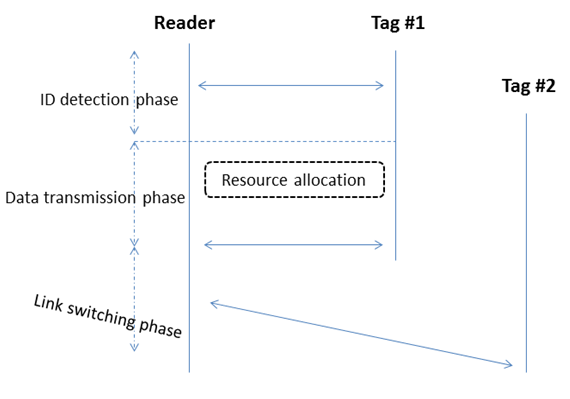 Reader
Tag #1
Tag #2
ID detection phase
Resource allocation
Data transmission phase
Link switching phase